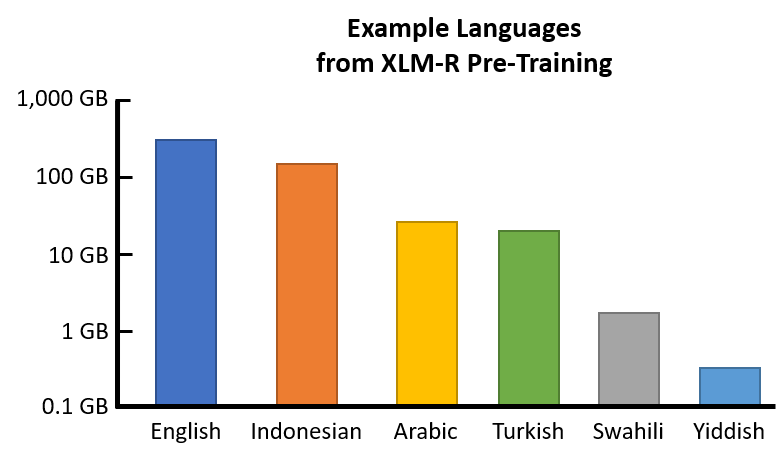 Example Languages
from XLM-R Pre-Training
1,000 GB
100 GB
10 GB
1 GB
0.1 GB
English Indonesian Arabic Turkish Swahili Yiddish